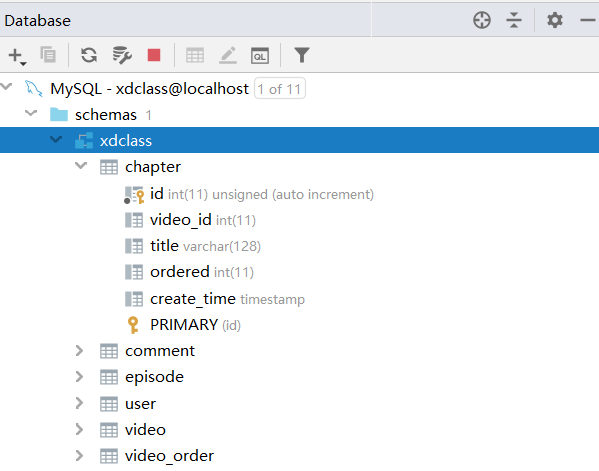 Database
QL
MySQL - xdclass@localhost 1 of 11
schemas 1
xdclass
chapter
id int(11) unsigned (auto increment)
video_id int(11)
title varchar(128)
ordered int(11)
create_time timestamp
PRIMARY (id)
comment
episode
user
video
video_order